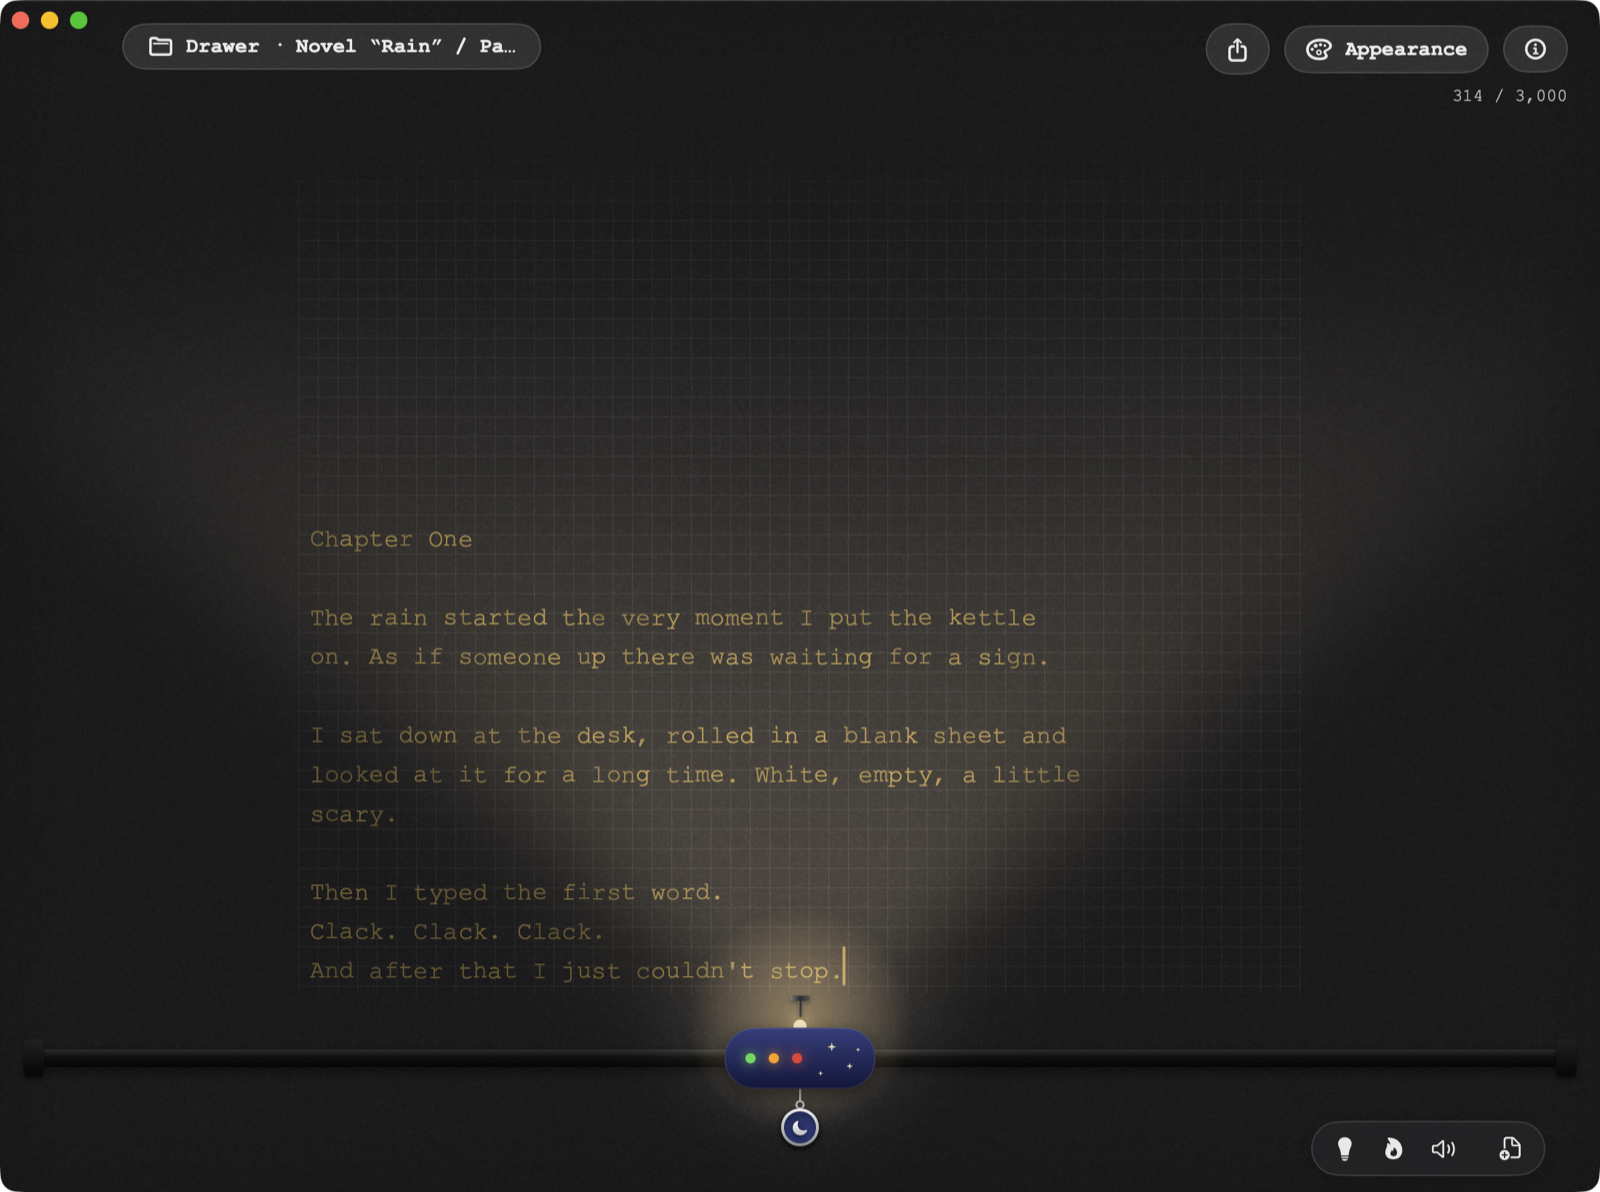 Drawer · Novel “Rain” / Pa…
Appearance
314 / 3,000
Chapter One
The rain started the very moment I put the kettle
on. As if someone up there was waiting for a sign.
I sat down at the desk, rolled in a blank sheet and
looked at it for a long time. White, empty, a little
scary.
Then I typed the first word.
Clack. Clack. Clack.
And after that I just couldn't stop.